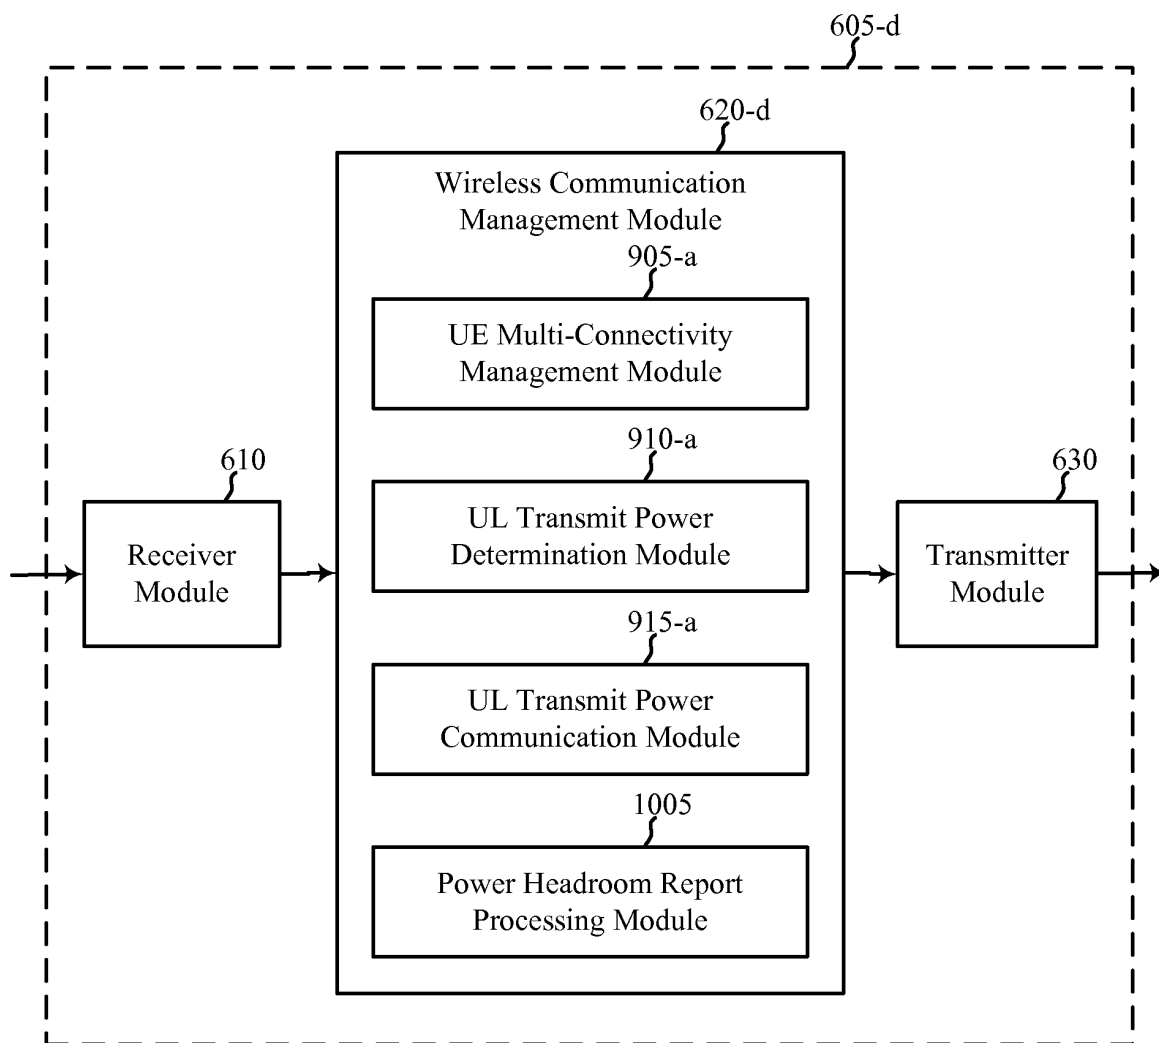 605-d
620-d
Wireless Communication
Management Module
905-a
UE Multi-Connectivity
Management Module
910-a
UL Transmit Power
Determination Module
915-a
UL Transmit Power
Communication Module
1005
Power Headroom Report
Processing Module
610
Receiver
Module
630
Transmitter
Module